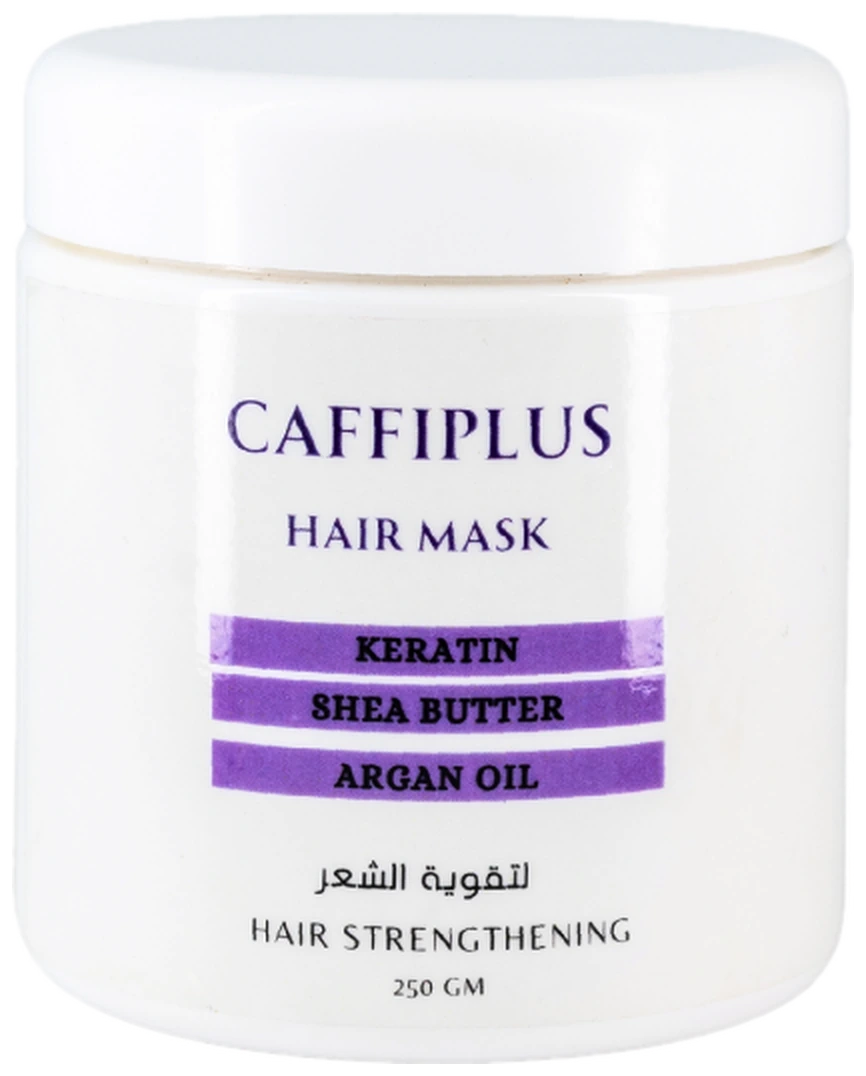 CAFFIPLUS
HAIR MASK
KERATIN
SHEA BUTTER
ARGAN OIL
لتقوية الشعر
HAIR STRENGTHENING
250 GM